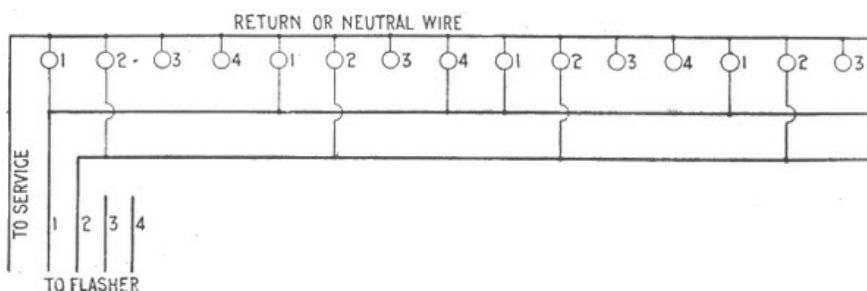 RETURN OR NEUTRAL WIRE
1 2 3 4 1 2 3 4 1 2 3 4 1 2 3
TO SERVICE
1 2 3 4
TO FLASHER